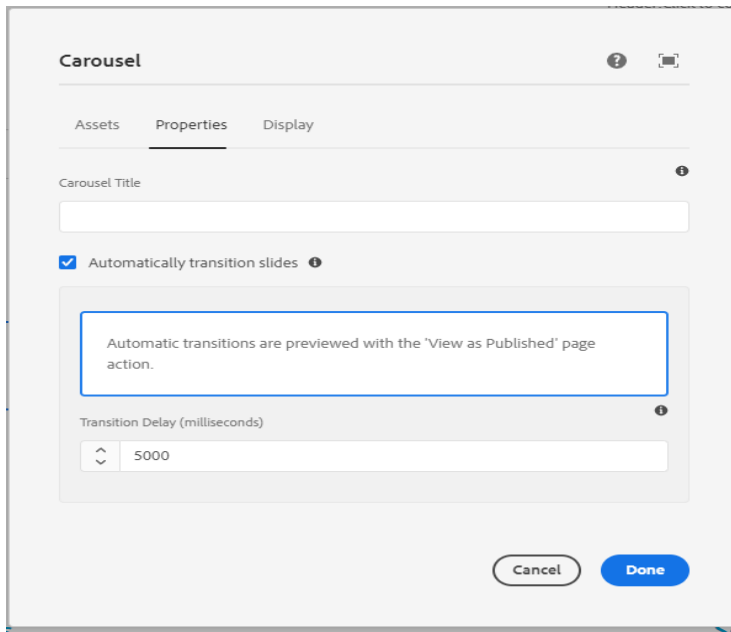 Carousel
Assets Properties Display
Carousel Title
Automatically transition slides
Automatic transitions are previewed with the 'View as Published' page
action.
Transition Delay (milliseconds)
5000
Cancel Done